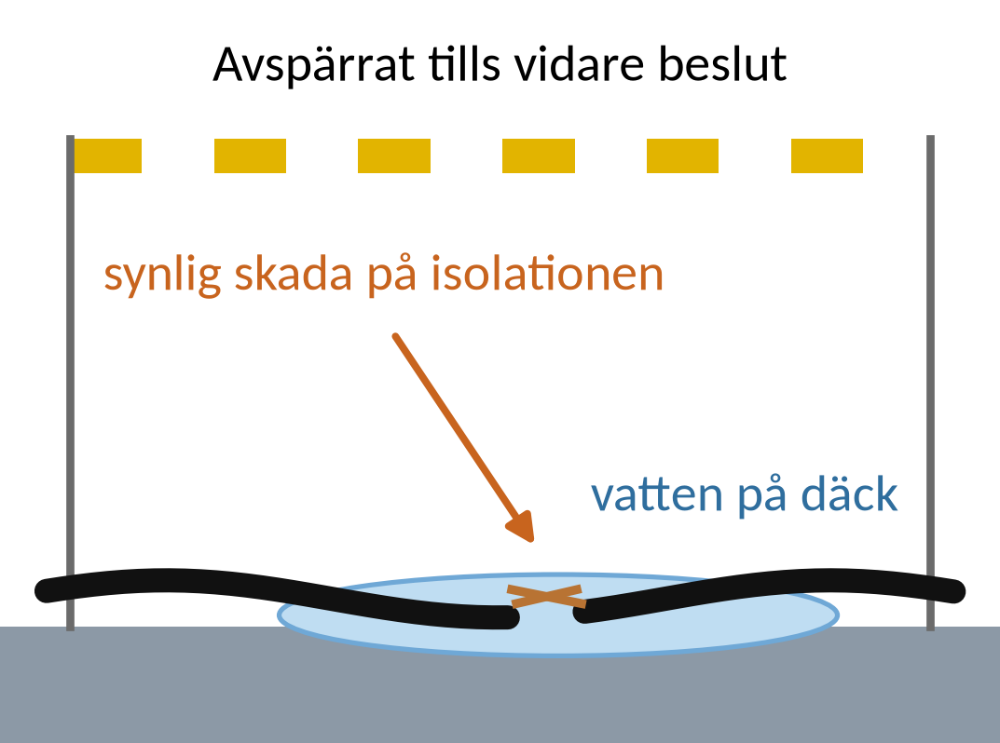 Avspärrat tills vidare beslut
synlig skada på isolationen
vatten på däck